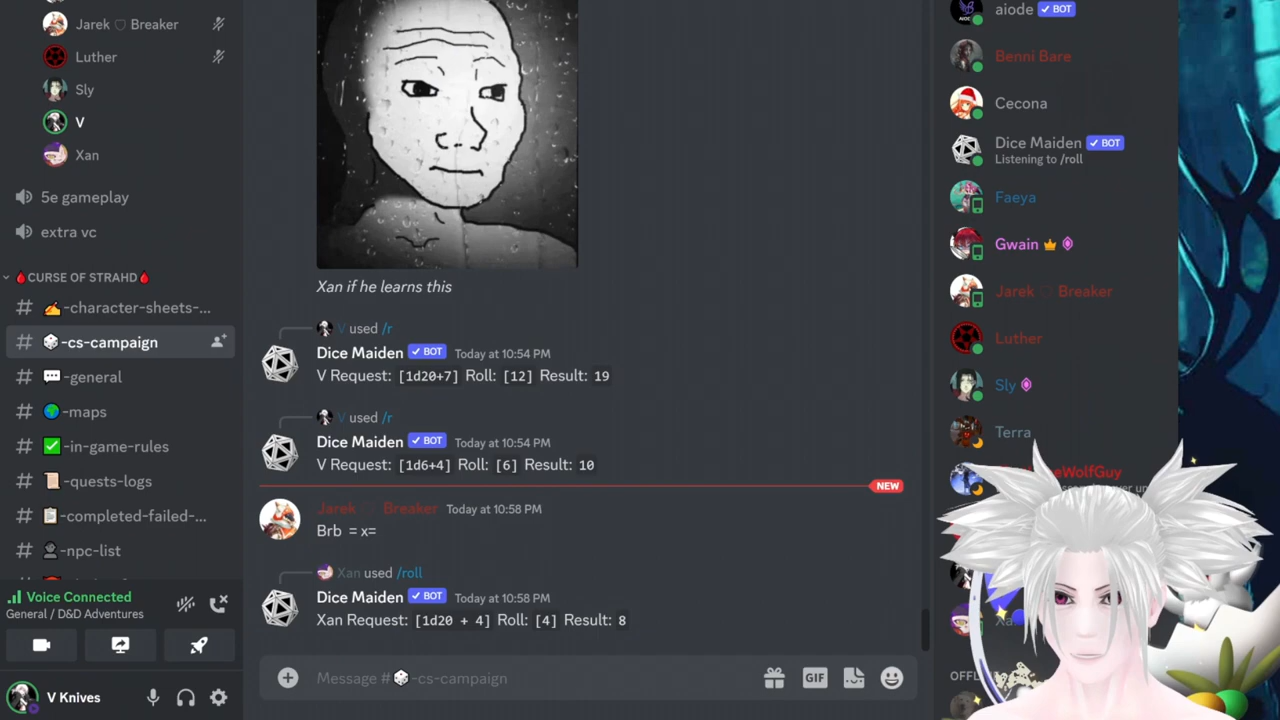 Jarek ♡ Breaker
Luther
Sly
V
Xan
5e gameplay
extra vc
🩸CURSE OF STRAHD🩸
# ✍-character-sheets-...
# 🎲-cs-campaign
# 💬-general
# 🌍-maps
# ✅-in-game-rules
# 📜-quests-logs
# 📋-completed-failed-...
# 👤-npc-list
Voice Connected
General / D&D Adventures
V Knives
Xan if he learns this
V used /r
Dice Maiden ✓ BOT Today at 10:54 PM
V Request: [1d20+7] Roll: [12] Result: 19
V used /r
Dice Maiden ✓ BOT Today at 10:54 PM
V Request: [1d6+4] Roll: [6] Result: 10
NEW
Jarek ♡ Breaker Today at 10:58 PM
Brb =x=
Xan used /roll
Dice Maiden ✓ BOT Today at 10:58 PM
Xan Request: [1d20 + 4] Roll: [4] Result: 8
Message #🎲-cs-campaign
GIF
AIODE
aiode ✓ BOT
Benni Bare
Cecona
Dice Maiden ✓ BOT
Listening to /roll
Faeya
Gwain
Jarek ♡ Breaker
Luther
Sly
Terra
WolfGuy
Xa
OFFL